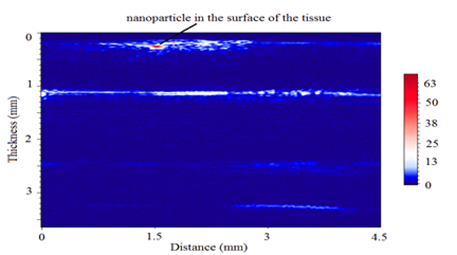 nanoparticle in the surface of the tissue
0
1
2
3
Thickness (mm)
0 1.5 3 4.5
Distance (mm)
63
50
38
25
13
0